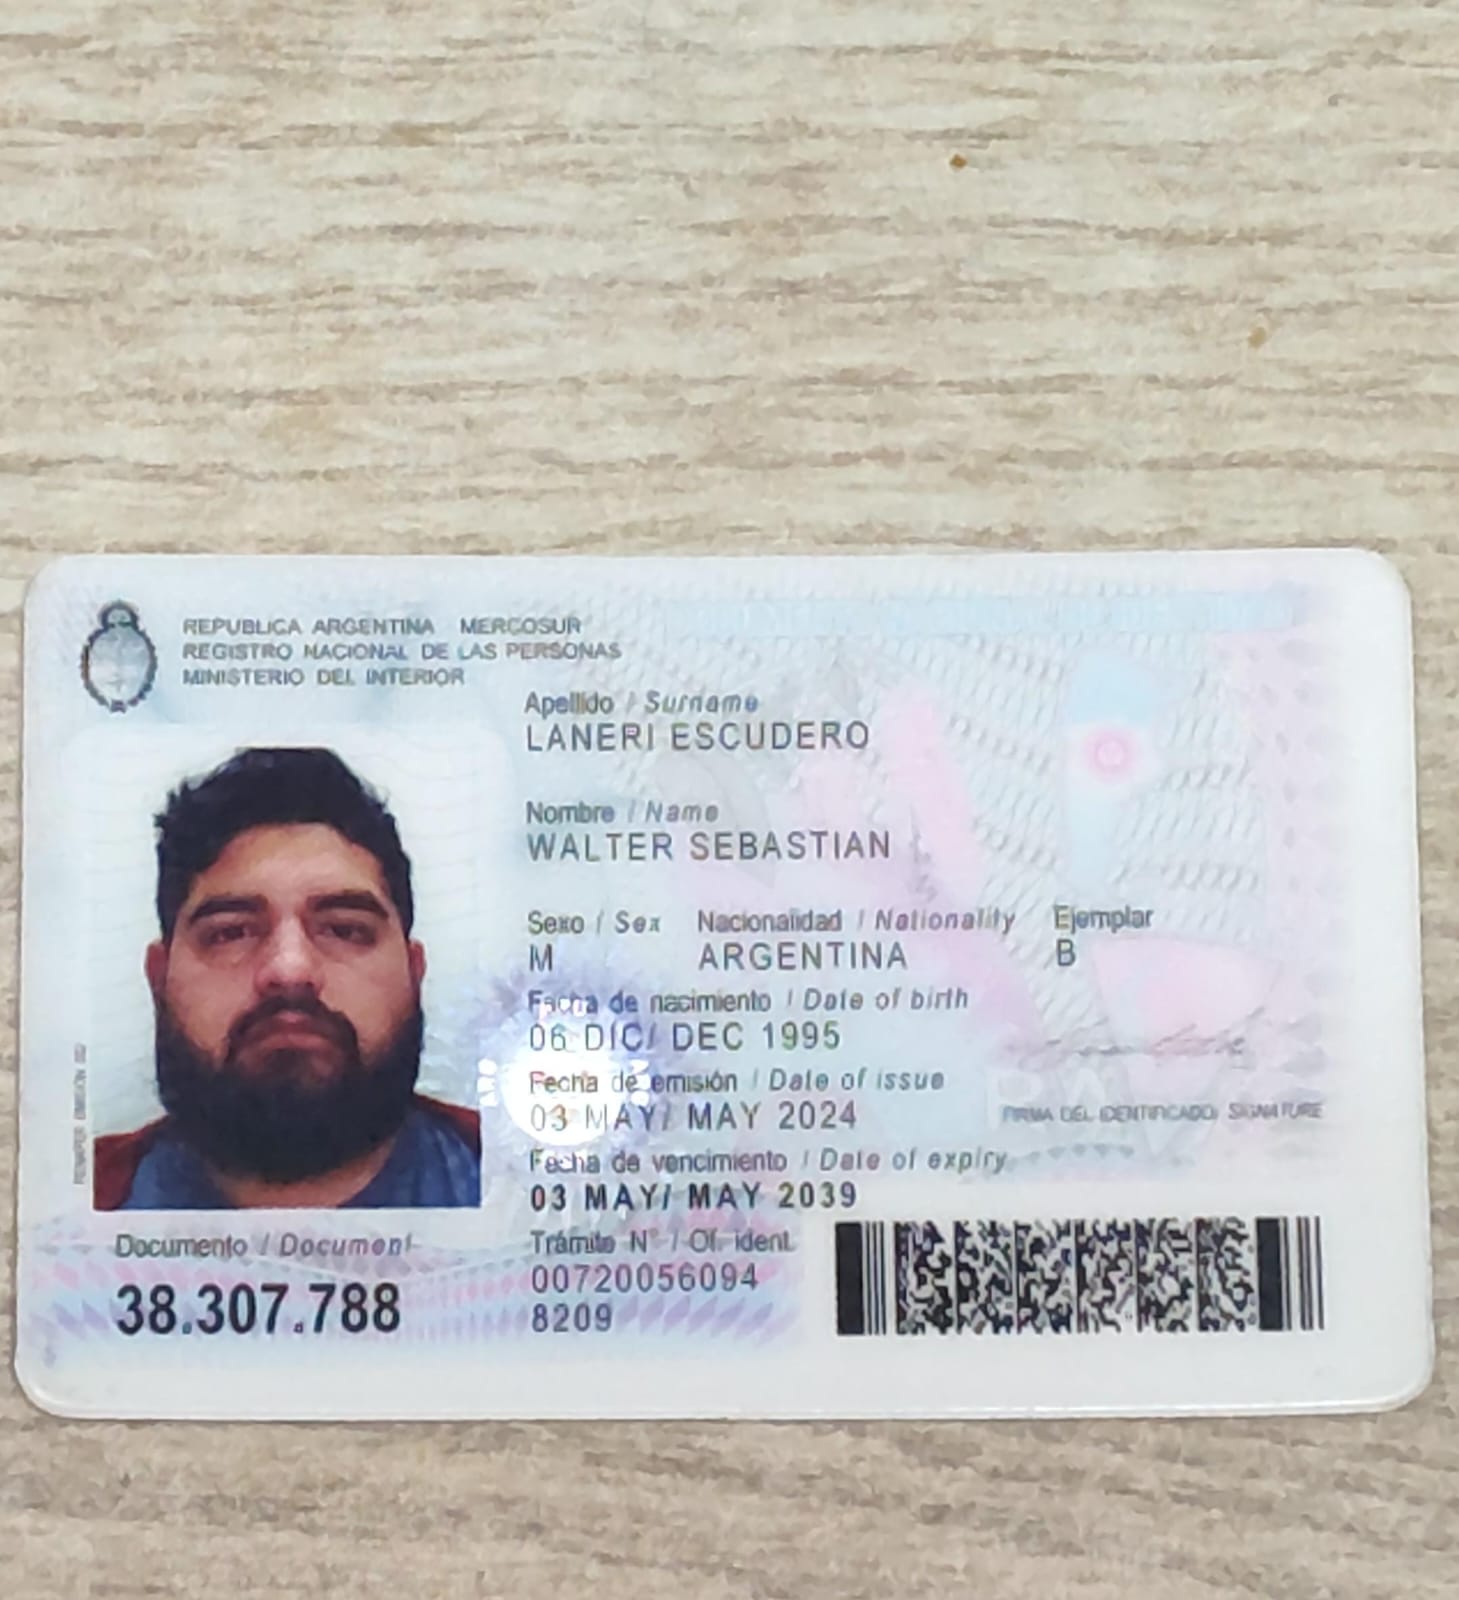 REPUBLICA ARGENTINA MERCOSUR
REGISTRO NACIONAL DE LAS PERSONAS
MINISTERIO DEL INTERIOR
Apellido / Surname
LANERI ESCUDERO
Nombre / Name
WALTER SEBASTIAN
Sexo / Sex Nacionalidad / Nationality Ejemplar
M ARGENTINA B
Fecha de nacimiento / Date of birth
06 DIC/ DEC 1995
Fecha de emisión / Date of issue
03 MAY/ MAY 2024
FIRMA DEL IDENTIFICADO/ SIGNATURE
Fecha de vencimiento / Date of expiry
03 MAY/ MAY 2039
Documento / Document
38.307.788
Trámite N° / Of. ident.
00720056094
8209